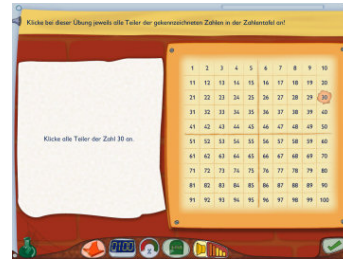 Klicke bei dieser Übung jeweils alle Teiler der gekennzeichneten Zahlen in der Zahlentafel an!
Klicke alle Teiler der Zahl 30 an.
1 2 3 4 5 6 7 8 9 10
11 12 13 14 15 16 17 18 19 20
21 22 23 24 25 26 27 28 29 30
31 32 33 34 35 36 37 38 39 40
41 42 43 44 45 46 47 48 49 50
51 52 53 54 55 56 57 58 59 60
61 62 63 64 65 66 67 68 69 70
71 72 73 74 75 76 77 78 79 80
81 82 83 84 85 86 87 88 89 90
91 92 93 94 95 96 97 98 99 100